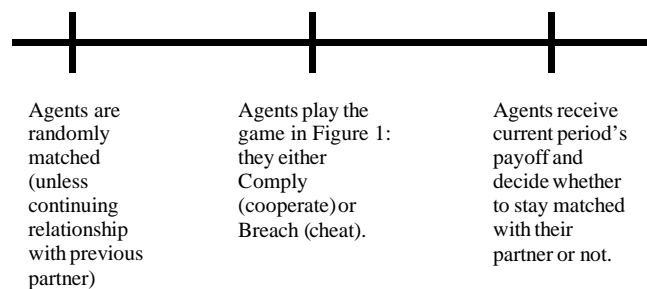 Agents are
randomly
matched
(unless
continuing
relationship
with previous
partner)
Agents play the
game in Figure 1:
they either
Comply
(cooperate) or
Breach (cheat).
Agents receive
current period's
payoff and
decide whether
to stay matched
with their
partner or not.